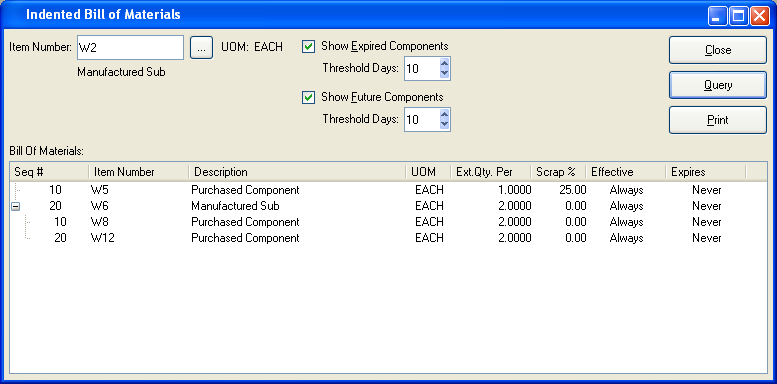 Indented Bill of Materials
Item Number: W2 ... UOM: EACH
Manufactured Sub
Show Expired Components
Threshold Days: 10
Show Future Components
Threshold Days: 10
Close
Query
Print
Bill Of Materials:
Seq # Item Number Description UOM Ext.Qty. Per Scrap % Effective Expires
10 W5 Purchased Component EACH 1.0000 25.00 Always Never
20 W6 Manufactured Sub EACH 2.0000 0.00 Always Never
10 W8 Purchased Component EACH 2.0000 0.00 Always Never
20 W12 Purchased Component EACH 2.0000 0.00 Always Never